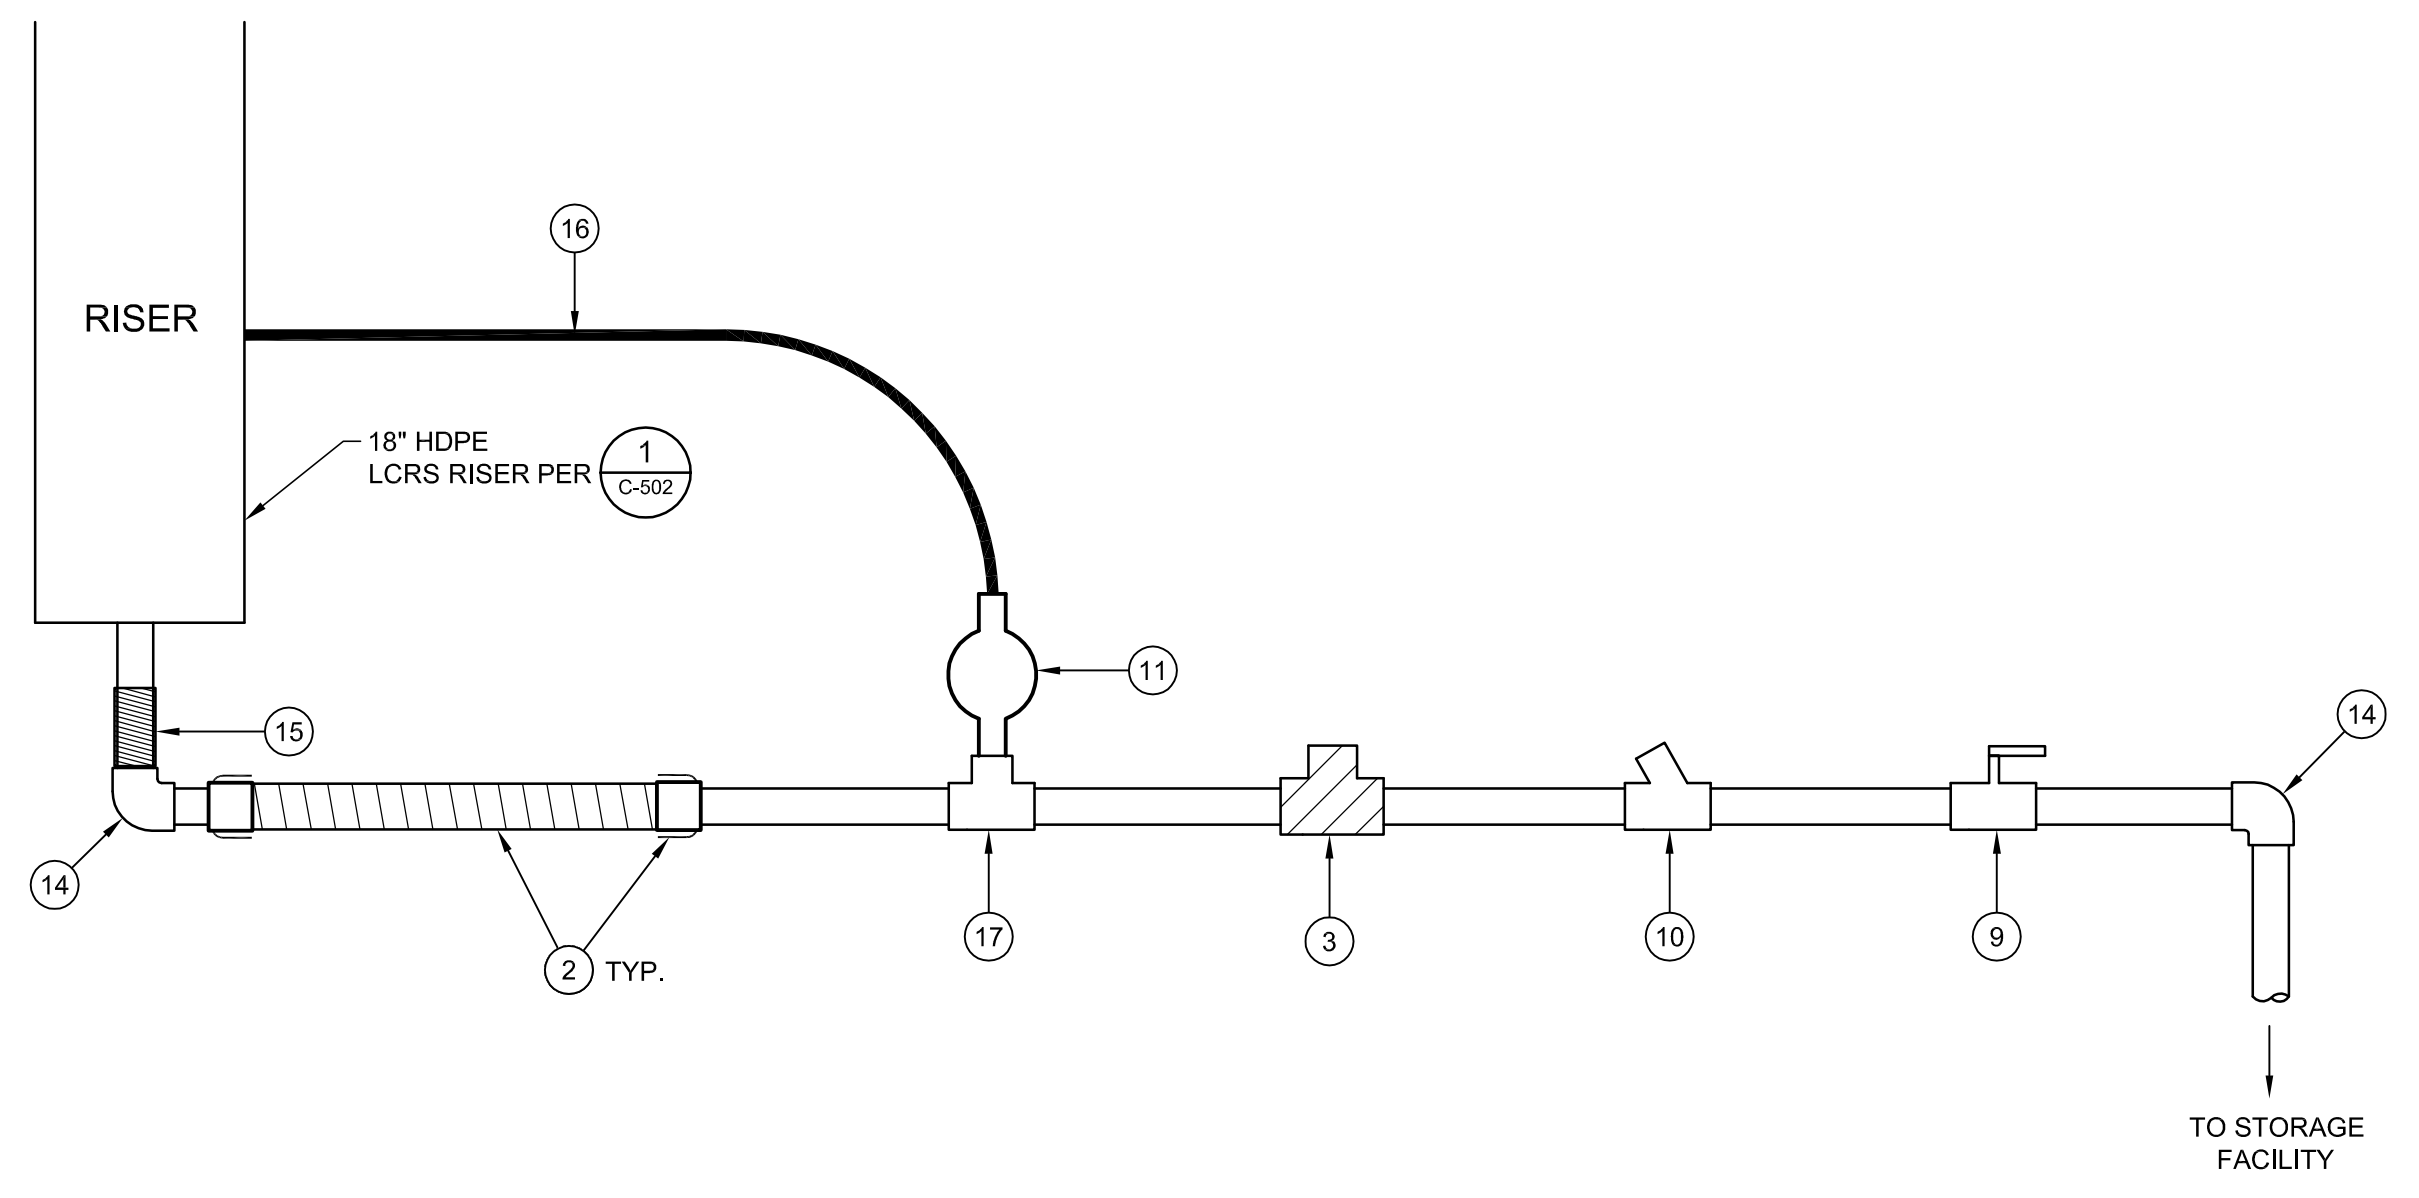 16
RISER
18" HDPE
LCRS RISER PER
1
C-502
11
14
15
14
17
3
10
9
2 TYP.
TO STORAGE
FACILITY